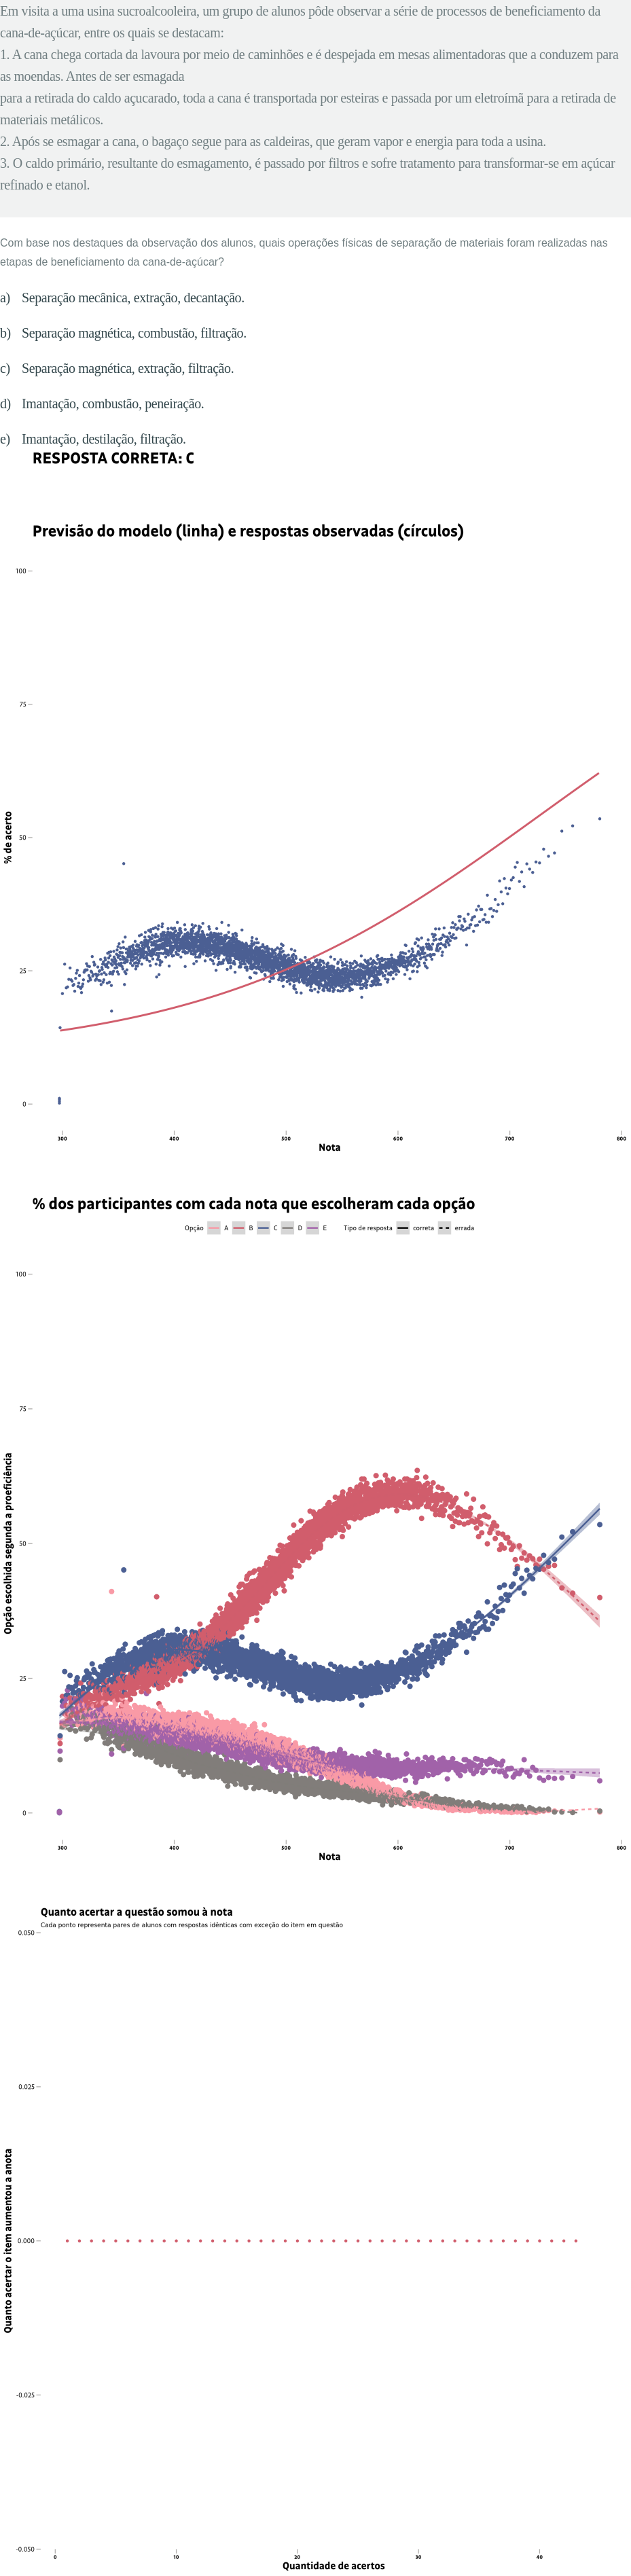 Em visita a uma usina sucroalcooleira, um grupo de alunos pôde observar a série de processos de beneficiamento da
cana-de-açúcar, entre os quais se destacam:
1. A cana chega cortada da lavoura por meio de caminhões e é despejada em mesas alimentadoras que a conduzem para
as moendas. Antes de ser esmagada
para a retirada do caldo açucarado, toda a cana é transportada por esteiras e passada por um eletroímã para a retirada de
materiais metálicos.
2. Após se esmagar a cana, o bagaço segue para as caldeiras, que geram vapor e energia para toda a usina.
3. O caldo primário, resultante do esmagamento, é passado por filtros e sofre tratamento para transformar-se em açúcar
refinado e etanol.
Com base nos destaques da observação dos alunos, quais operações físicas de separação de materiais foram realizadas nas
etapas de beneficiamento da cana-de-açúcar?
a) Separação mecânica, extração, decantação.
b) Separação magnética, combustão, filtração.
c) Separação magnética, extração, filtração.
d) Imantação, combustão, peneiração.
e) Imantação, destilação, filtração.
RESPOSTA CORRETA: C
Previsão do modelo (linha) e respostas observadas (círculos)
100
75
50
25
0
% de acerto
300 400 500 600 700 800
Nota
% dos participantes com cada nota que escolheram cada opção
Opção A B C D E Tipo de resposta correta errada
100
75
50
25
0
Opção escolhida segunda a proeficiência
300 400 500 600 700 800
Nota
Quanto acertar a questão somou à nota
Cada ponto representa pares de alunos com respostas idênticas com exceção do item em questão
0.050
0.025
0.000
-0.025
-0.050
Quanto acertar o item aumentou a anota
0 10 20 30 40
Quantidade de acertos